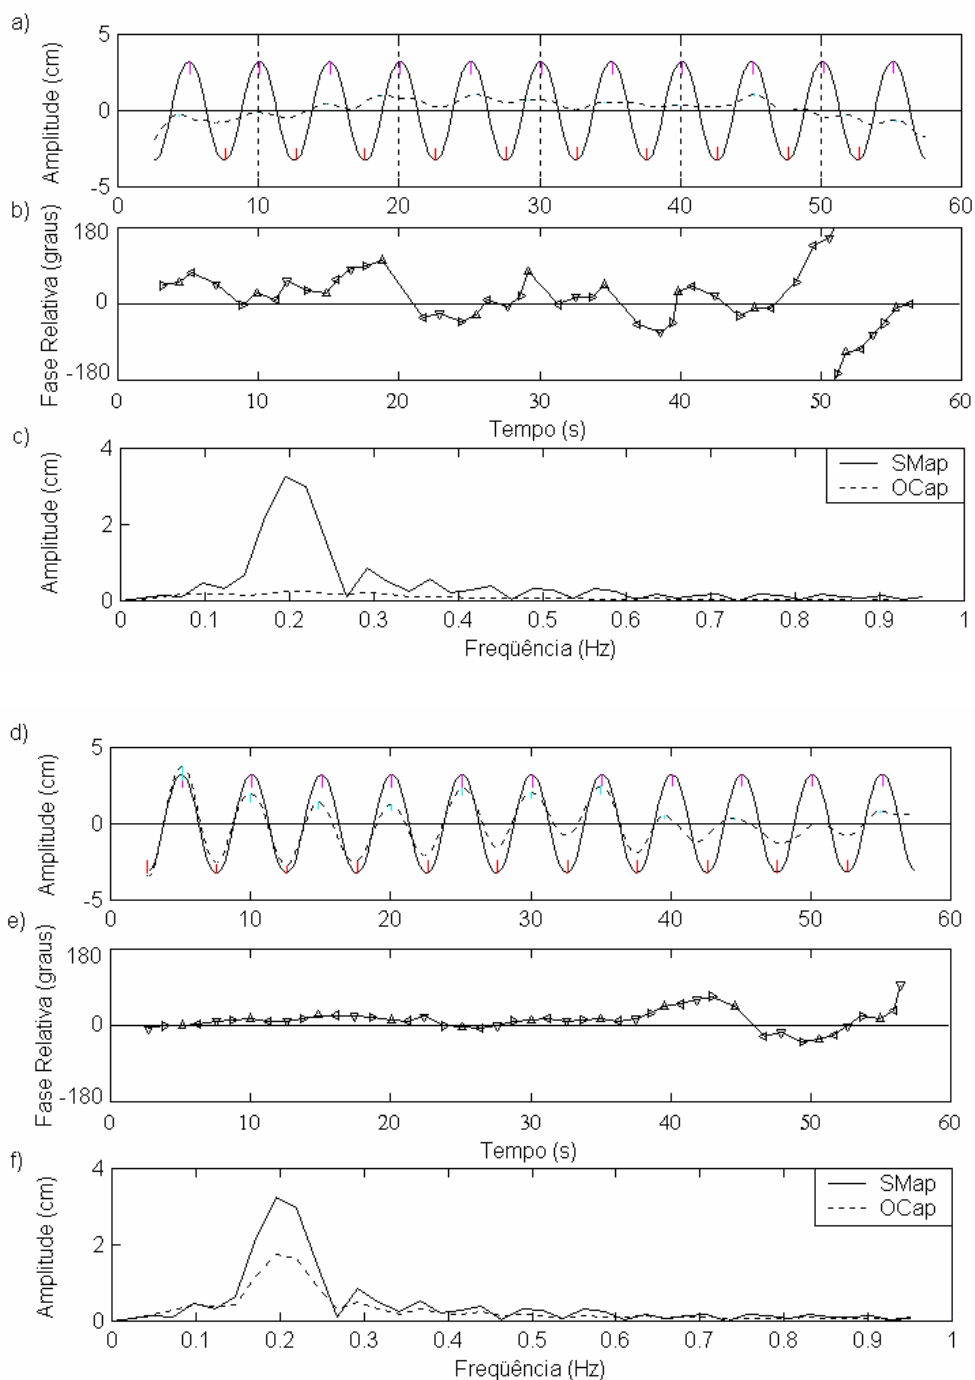 a)
Amplitude (cm)
5
0
-5
0 10 20 30 40 50 60
b)
Fase Relativa (graus)
180
0
-180
0 10 20 30 40 50 60
Tempo (s)
c)
Amplitude (cm)
4
2
0
0 0.1 0.2 0.3 0.4 0.5 0.6 0.7 0.8 0.9 1
Freqüência (Hz)
SMap
OCap
d)
Amplitude (cm)
5
0
-5
0 10 20 30 40 50 60
e)
Fase Relativa (graus)
180
0
-180
0 10 20 30 40 50 60
Tempo (s)
f)
Amplitude (cm)
4
2
0
0 0.1 0.2 0.3 0.4 0.5 0.6 0.7 0.8 0.9 1
Freqüência (Hz)
SMap
OCap